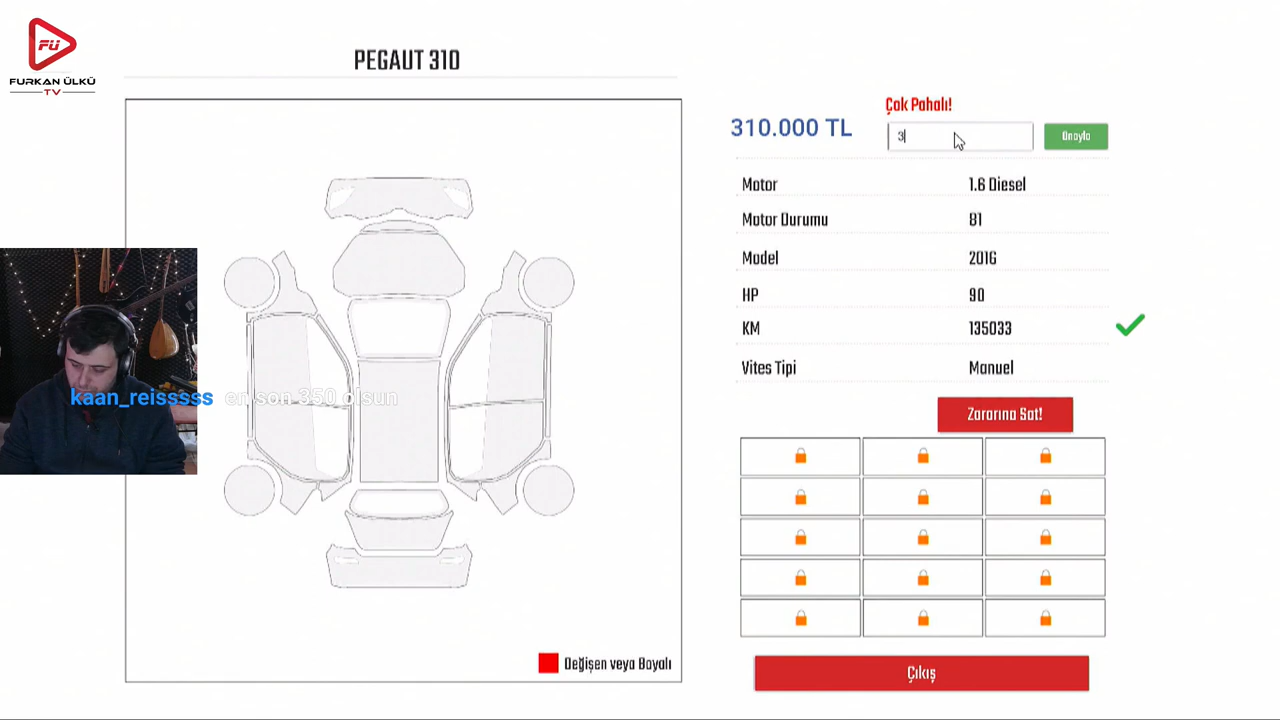 FU
FURKAN ÜLKÜ
TV
PEGAUT 310
Çok Pahalı!
310.000 TL
3
Onayla
Motor 1.6 Diesel
Motor Durumu 81
Model 2016
HP 90
KM 135033
Vites Tipi Manuel
kaan_reisssss en son 350 olsun
Zararına Sat!
Değişen veya Boyalı
Çıkış